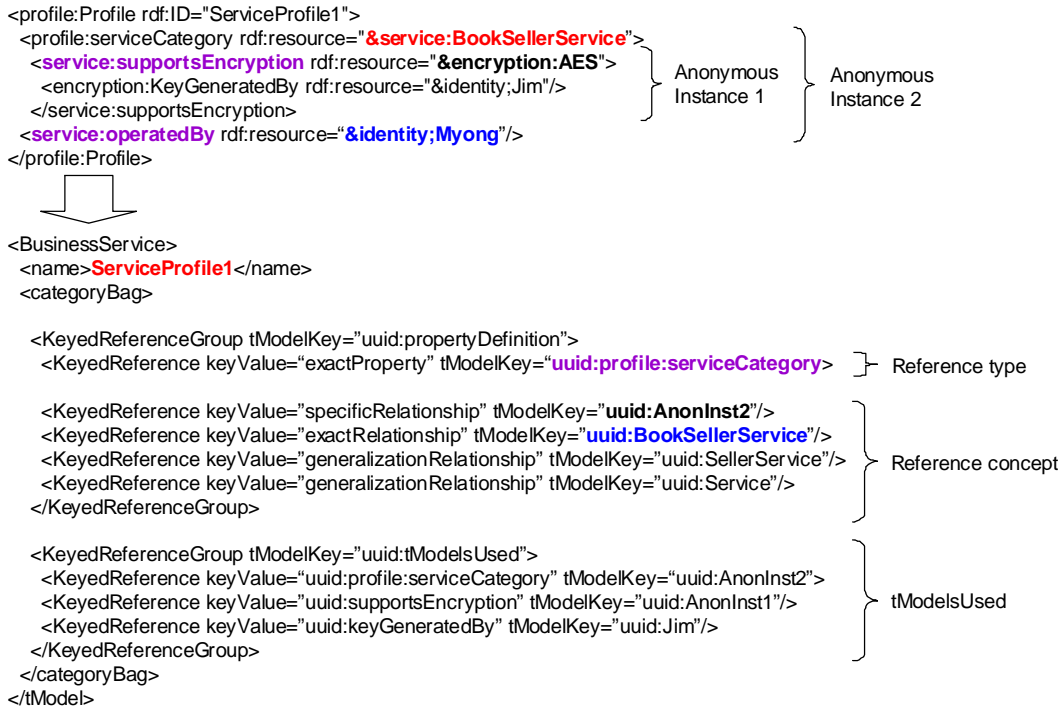 <profile:Profile rdf:ID="ServiceProfile1">
<profile:serviceCategory rdf:resource="&service:BookSellerService”>
<service:supportsEncryption rdf:resource="&encryption:AES">
<encryption:KeyGeneratedBy rdf:resource="&identity;Jim"/>
</service:supportsEncryption>
<service:operatedBy rdf:resource=“&identity;Myong”/>
</profile:Profile>
Anonymous
Instance 1
Anonymous
Instance 2
<BusinessService>
<name>ServiceProfile1</name>
<categoryBag>
<KeyedReferenceGroup tModelKey=”uuid:propertyDefinition”>
<KeyedReference keyValue=“exactProperty” tModelKey=“uuid:profile:serviceCategory>
Reference type
<KeyedReference keyValue=”specificRelationship” tModelKey=”uuid:AnonInst2”/>
<KeyedReference keyValue=”exactRelationship” tModelKey=”uuid:BookSellerService”/>
<KeyedReference keyValue=”generalizationRelationship” tModelKey=”uuid:SellerService”/>
<KeyedReference keyValue=”generalizationRelationship” tModelKey=”uuid:Service”/>
</KeyedReferenceGroup>
Reference concept
<KeyedReferenceGroup tModelKey=”uuid:tModelsUsed”>
<KeyedReference keyValue=“uuid:profile:serviceCategory” tModelKey=“uuid:AnonInst2”>
<KeyedReference keyValue=”uuid:supportsEncryption” tModelKey=”uuid:AnonInst1”/>
<KeyedReference keyValue=”uuid:keyGeneratedBy” tModelKey=”uuid:Jim”/>
</KeyedReferenceGroup>
tModelsUsed
</categoryBag>
</tModel>